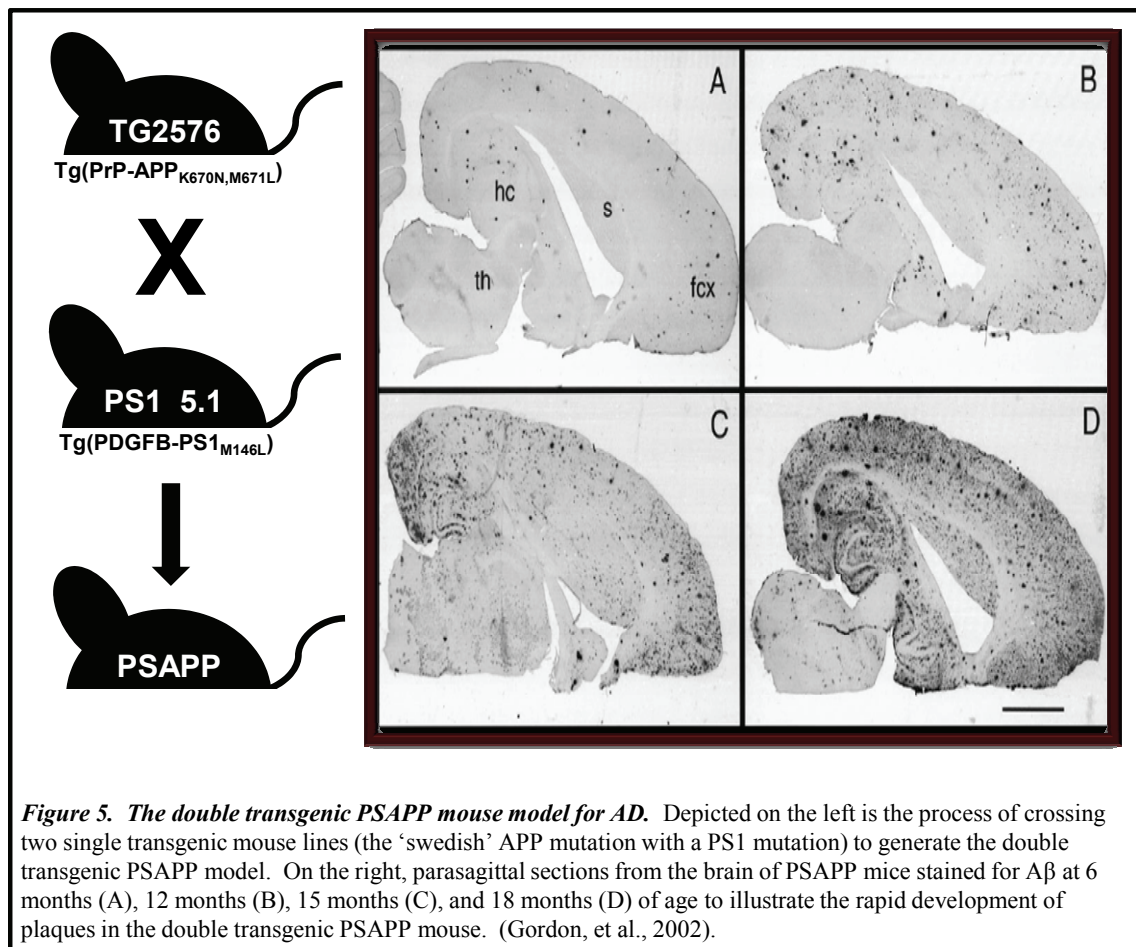 TG2576
Tg(PrP-APPK670N,M671L)
X
PS1 5.1
Tg(PDGFB-PS1M146L)
PSAPP
A
hc
s
th
fcx
B
C
D
Figure 5. The double transgenic PSAPP mouse model for AD. Depicted on the left is the process of crossing
two single transgenic mouse lines (the ‘swedish’ APP mutation with a PS1 mutation) to generate the double
transgenic PSAPP model. On the right, parasagittal sections from the brain of PSAPP mice stained for Aβ at 6
months (A), 12 months (B), 15 months (C), and 18 months (D) of age to illustrate the rapid development of
plaques in the double transgenic PSAPP mouse. (Gordon, et al., 2002).